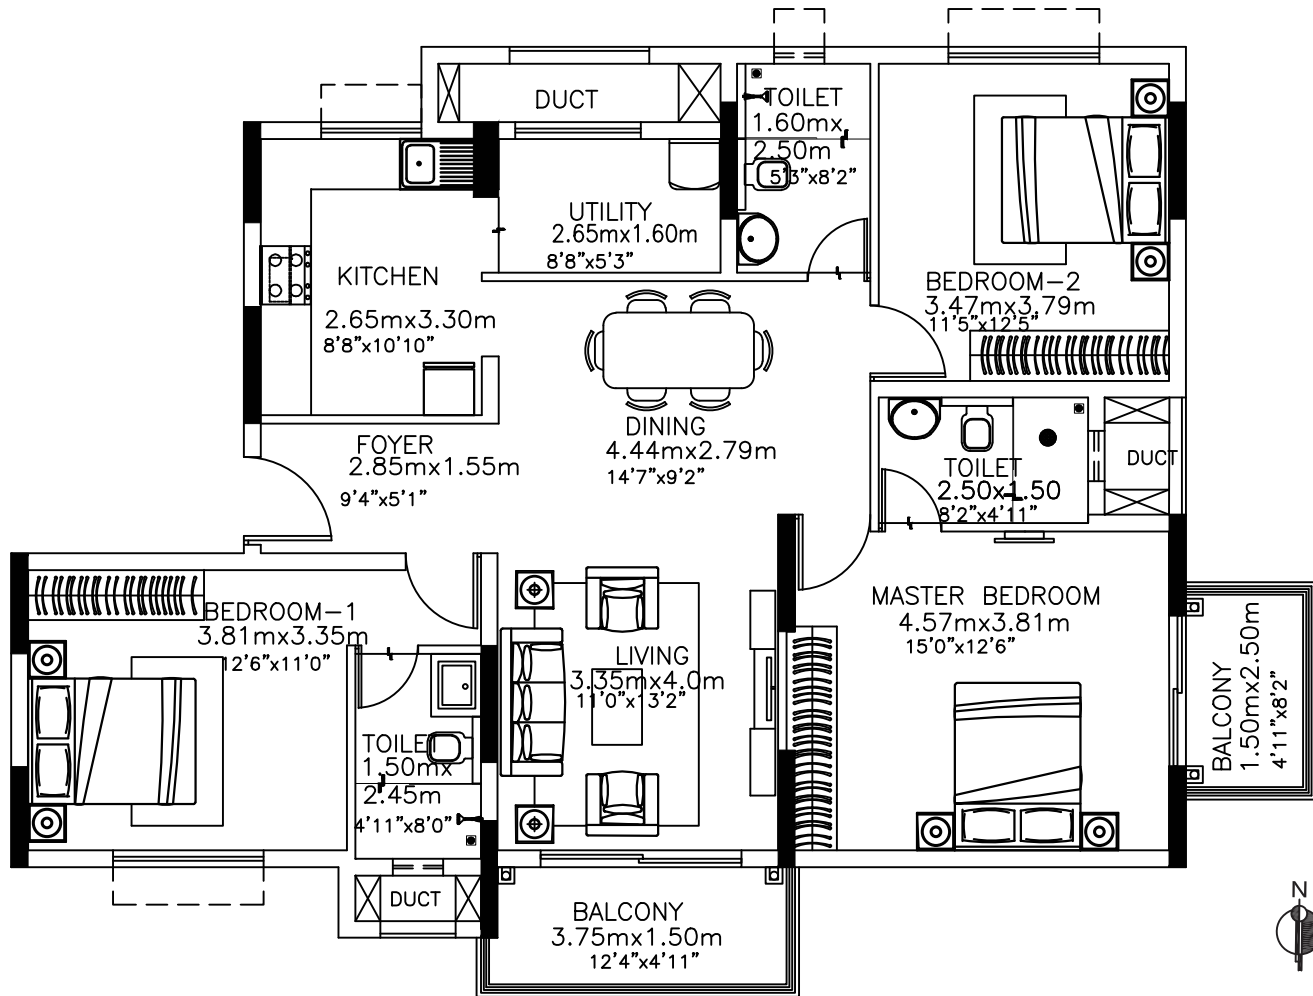 DUCT
TOILET
1.60mx
2.50m
5'3"x8'2"
UTILITY
2.65mx1.60m
8'8"x5'3"
KITCHEN
2.65mx3.30m
8'8"x10'10"
BEDROOM-2
3.47mx3.79m
11'5"x12'5"
DINING
4.44mx2.79m
14'7"x9'2"
FOYER
2.85mx1.55m
9'4"x5'1"
TOILET
2.50x1.50
8'2"x4'11"
DUCT
BEDROOM-1
3.81mx3.35m
12'6"x11'0"
LIVING
3.35mx4.0m
11'0"x13'2"
MASTER BEDROOM
4.57mx3.81m
15'0"x12'6"
BALCONY
1.50mx2.50m
4'11"x8'2"
TOILET
1.50mx
2.45m
4'11"x8'0"
DUCT
BALCONY
3.75mx1.50m
12'4"x4'11"
N